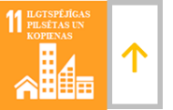 11 ILGTSPĒJĪGAS
PILSĒTAS UN
KOPIENAS